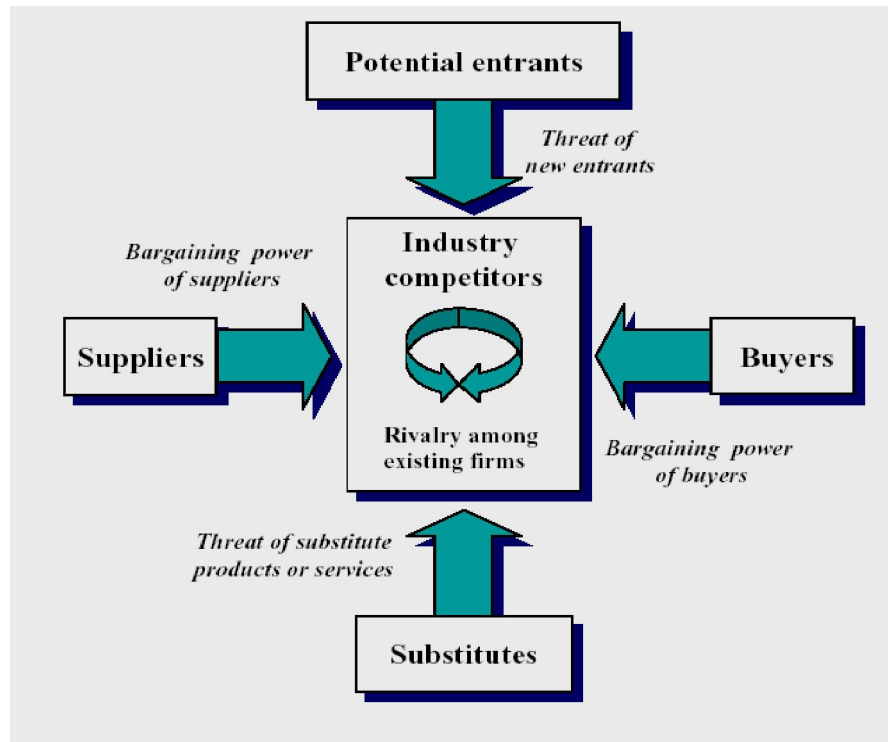 Potential entrants
Threat of
new entrants
Industry
competitors
Bargaining power
of suppliers
Suppliers
Buyers
Rivalry among
existing firms
Bargaining power
of buyers
Threat of substitute
products or services
Substitutes